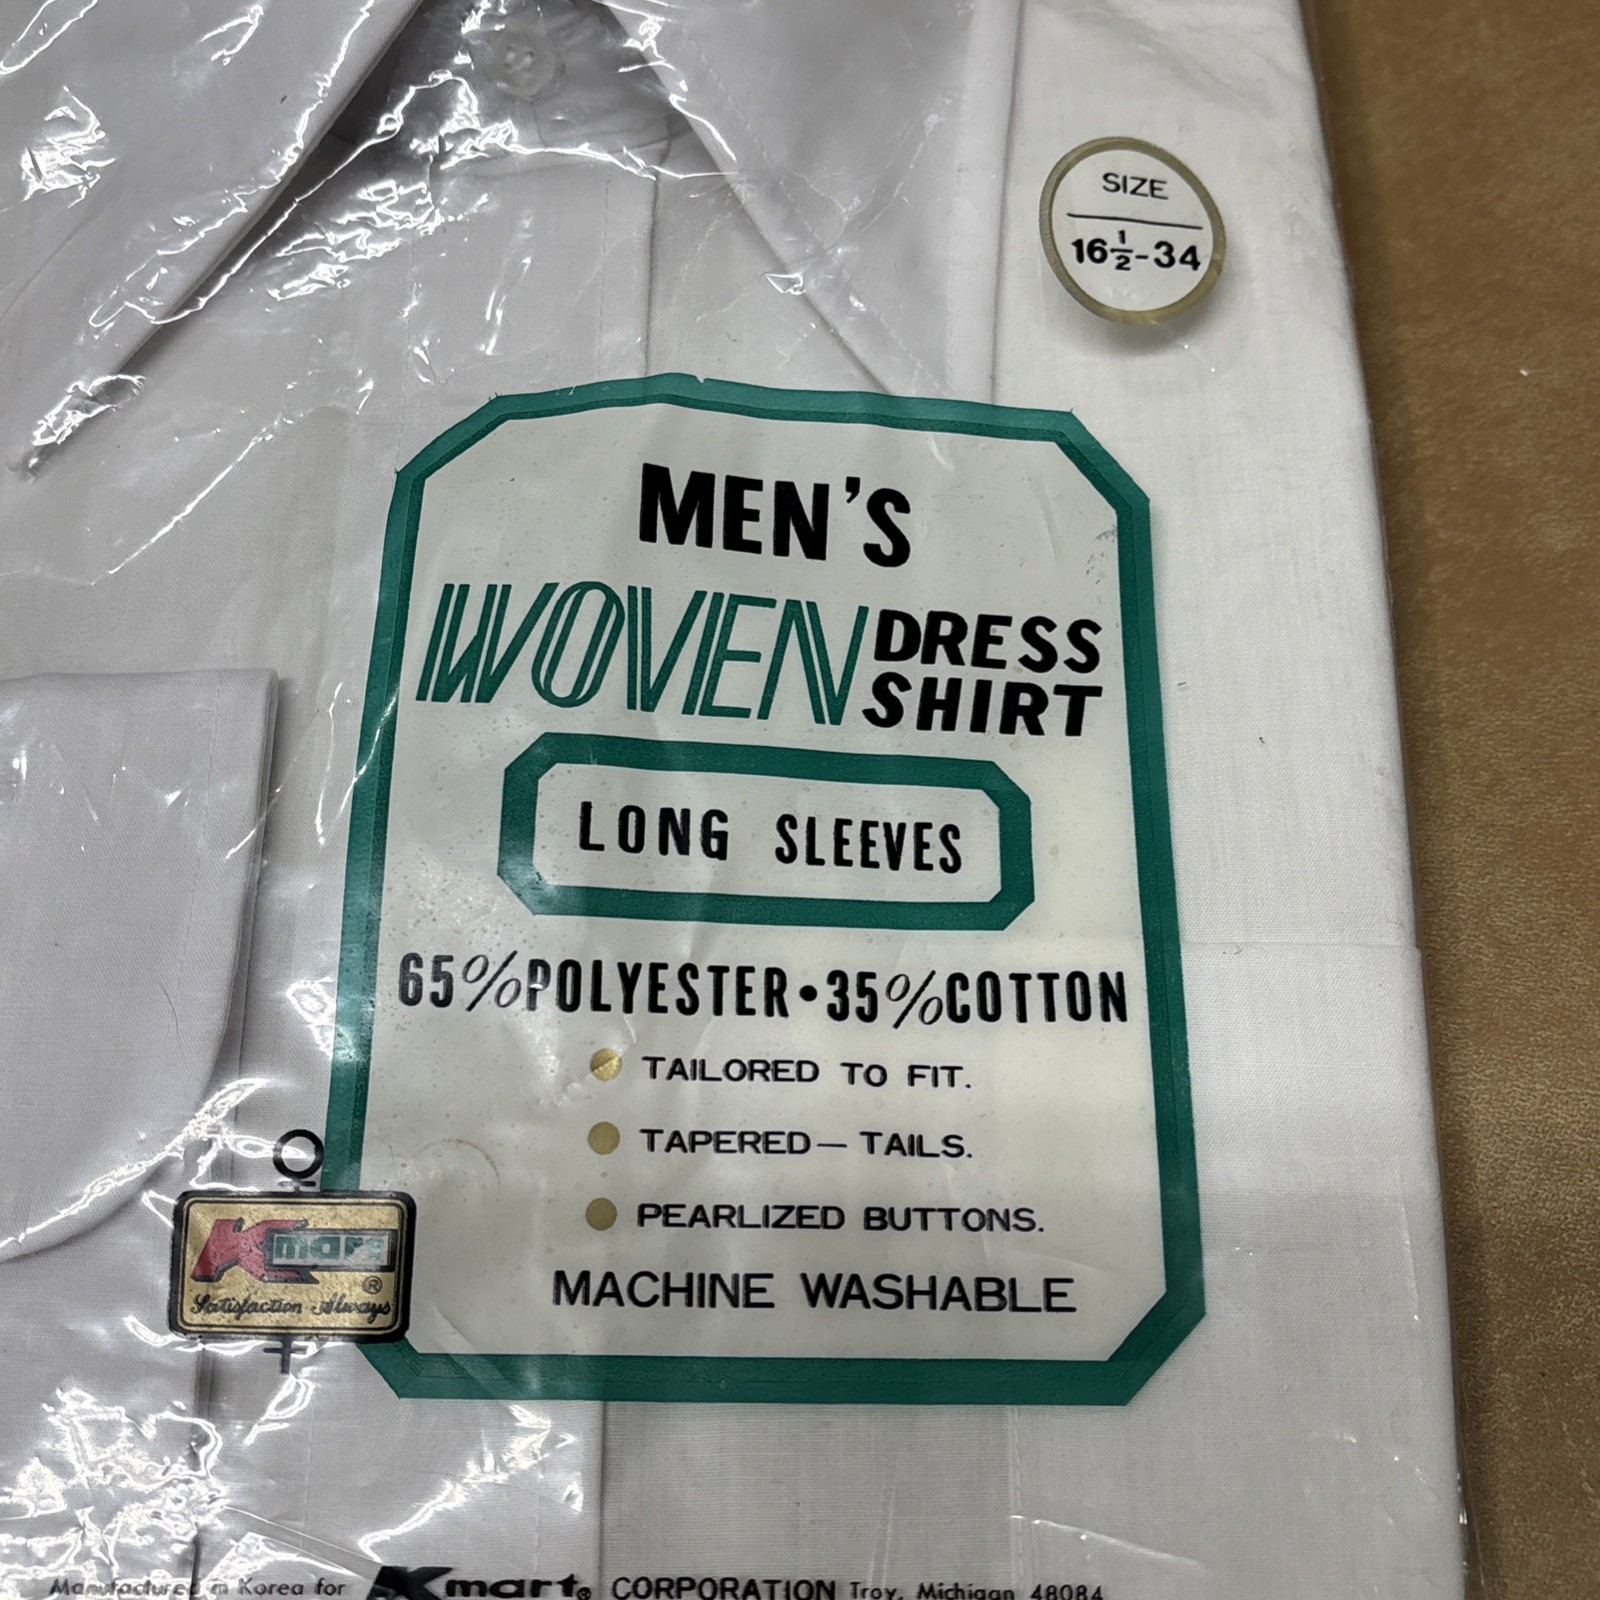 SIZE
16½-34
MEN'S
WOVEN DRESS SHIRT
LONG SLEEVES
65% POLYESTER • 35% COTTON
• TAILORED TO FIT.
• TAPERED— TAILS.
• PEARLIZED BUTTONS.
MACHINE WASHABLE
Kmart®
Satisfaction Always
Manufactured in Korea for Kmart® CORPORATION Troy, Michigan 48084